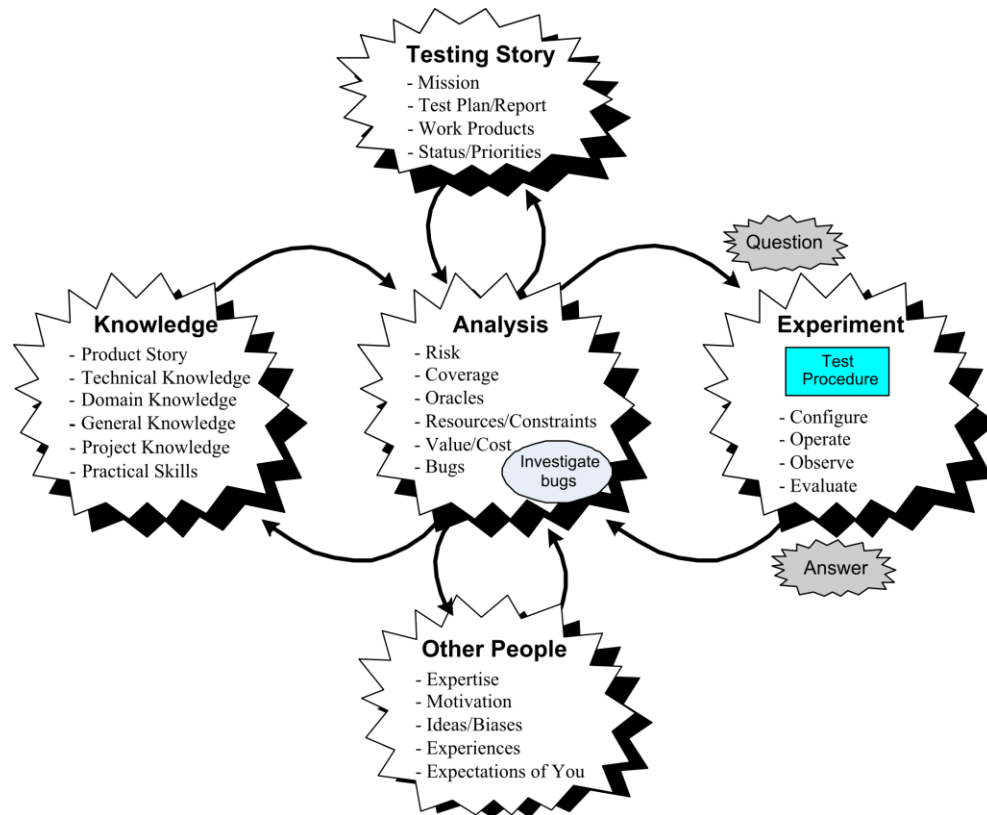 Testing Story
- Mission
- Test Plan/Report
- Work Products
- Status/Priorities
Question
Knowledge
- Product Story
- Technical Knowledge
- Domain Knowledge
- General Knowledge
- Project Knowledge
- Practical Skills
Analysis
- Risk
- Coverage
- Oracles
- Resources/Constraints
- Value/Cost
- Bugs
Investigate
bugs
Experiment
Test
Procedure
- Configure
- Operate
- Observe
- Evaluate
Answer
Other People
- Expertise
- Motivation
- Ideas/Biases
- Experiences
- Expectations of You